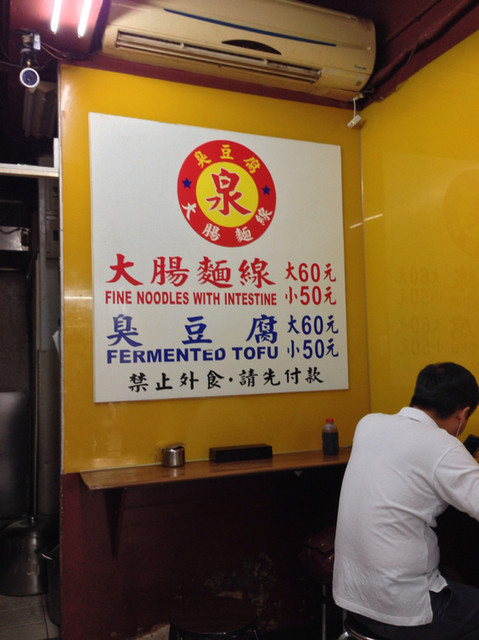 臭豆腐
泉
大腸麵線
大腸麵線 大60元
FINE NOODLES WITH INTESTINE 小50元
臭豆腐 大60元
FERMENTED TOFU 小50元
禁止外食·請先付款